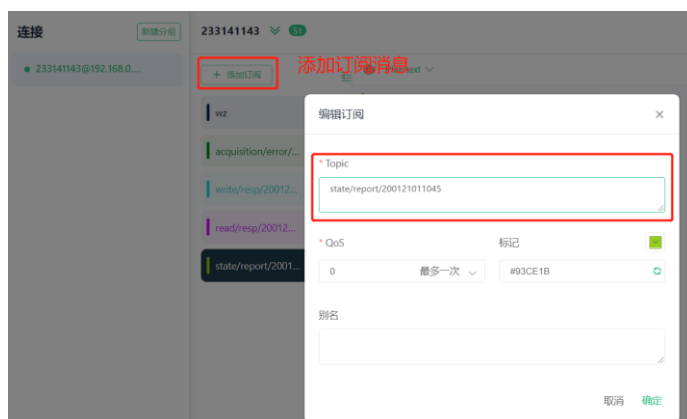 连接
新建分组
233141143
51
233141143@192.168.0....
+ 添加订阅
添加订阅消息
wz
acquisition/error/...
write/resp/20012...
read/resp/20012...
state/report/2001...
编辑订阅
* Topic
state/report/200121011045
* QoS
标记
0
最多一次
#93CE1B
别名
取消
确定